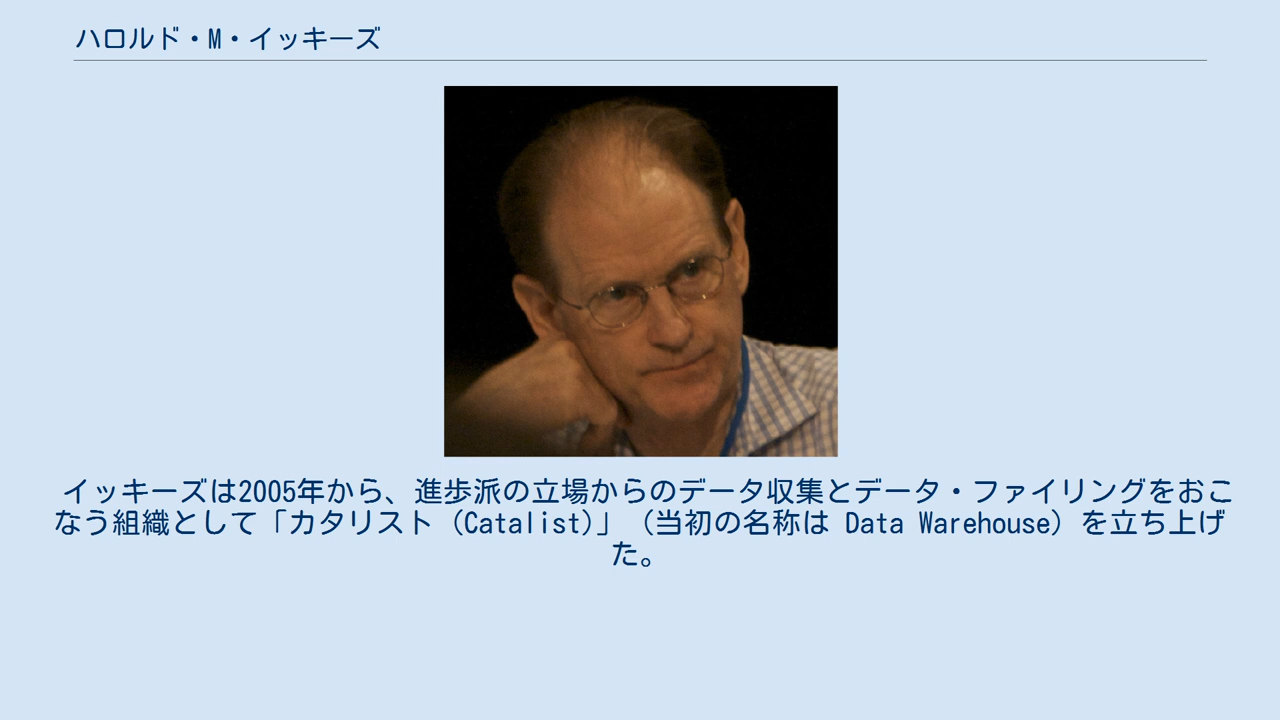 ハロルド・M・イッキーズ
イッキーズは2005年から、進歩派の立場からのデータ収集とデータ・ファイリングをおこ
なう組織として「カタリスト（Catalist）」（当初の名称は Data Warehouse）を立ち上げ
た。